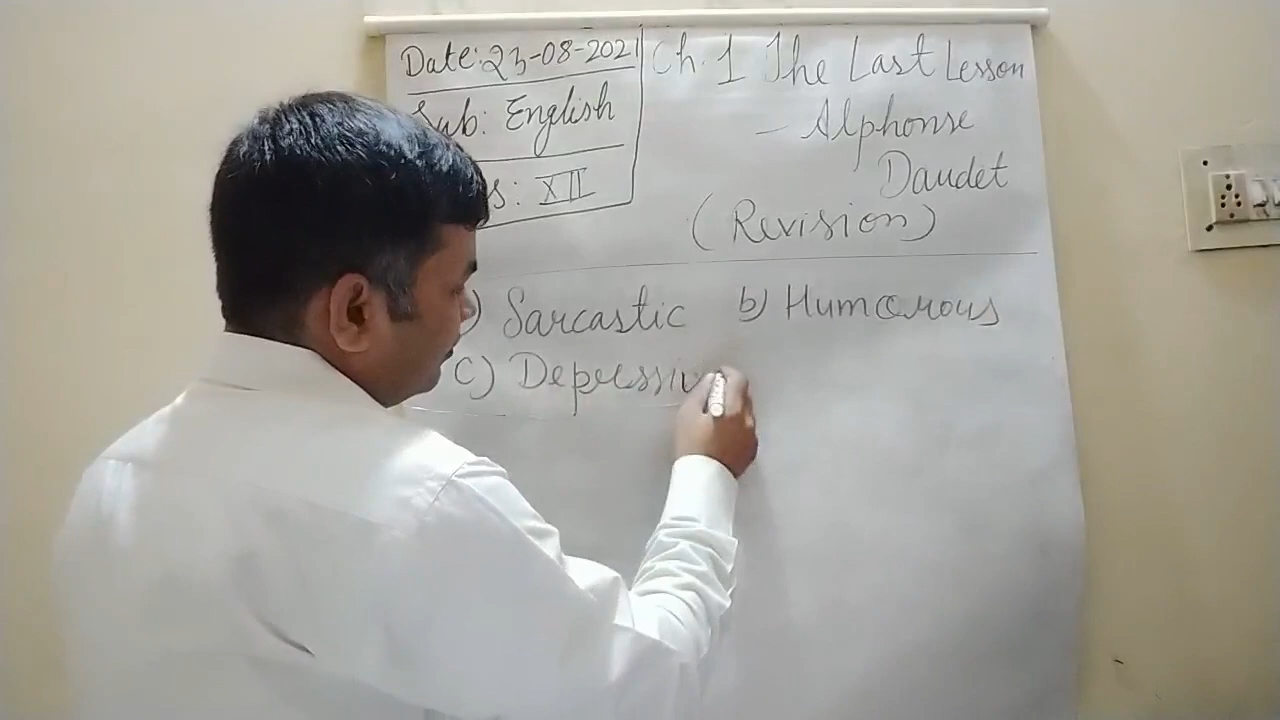 Date: 23-08-2021
Sub: English
XII
Ch. 1 The Last Lesson
- Alphonse
Daudet
(Revision)
Sarcastic b) Humorous
c) Depressiv